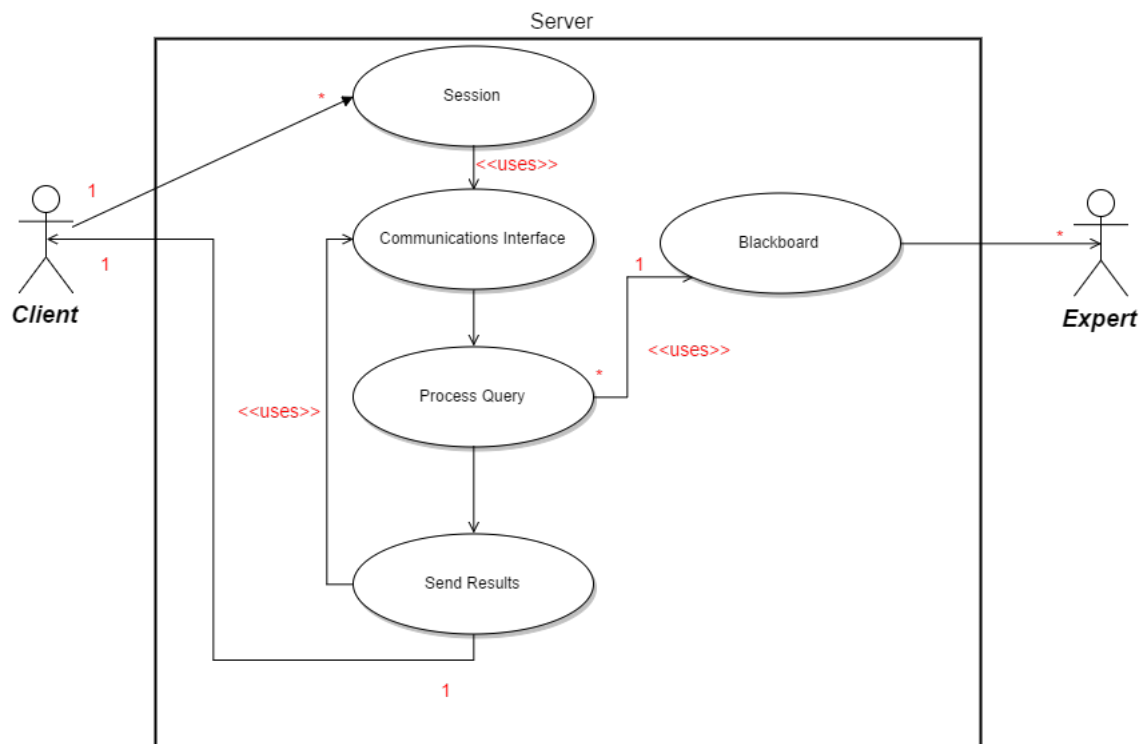 Server
Session
*
<<uses>>
1
Communications Interface
Blackboard
*
1
1
Client
Expert
<<uses>>
*
Process Query
<<uses>>
Send Results
1